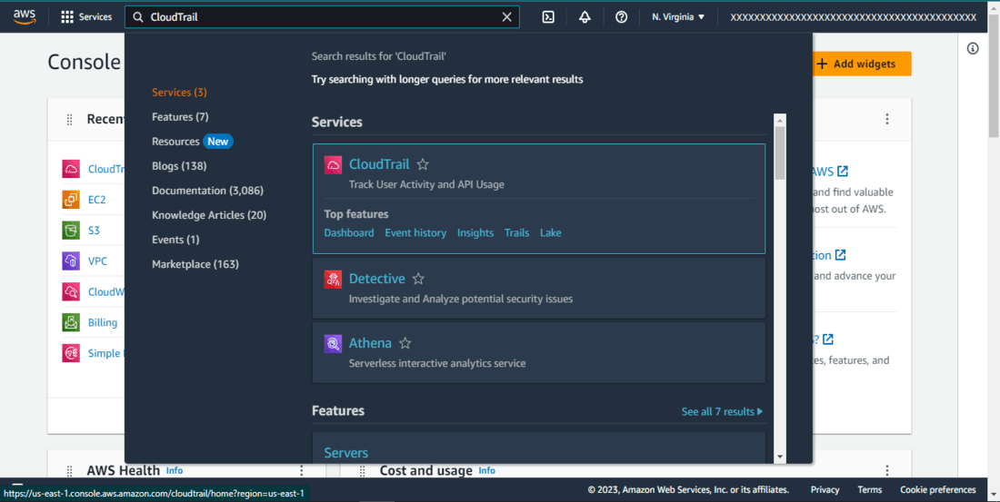 aws
Services
CloudTrail
N. Virginia
XXXXXXXXXXXXXXXXXXXXXXXXXXXXXXXXXXXXXXXXXX
Console
Add widgets
Search results for 'CloudTrail'
Try searching with longer queries for more relevant results
Services (3)
Features (7)
Resources New
Blogs (138)
Documentation (3,086)
Knowledge Articles (20)
Events (1)
Marketplace (163)
Services
CloudTrail
Track User Activity and API Usage
Top features
Dashboard Event history Insights Trails Lake
Detective
Investigate and Analyze potential security issues
Athena
Serverless interactive analytics service
Features
See all 7 results
Servers
Recen
CloudTr
EC2
S3
VPC
CloudW
Billing
Simple
AWS
and find valuable
ost out of AWS.
tion
and advance your
S?
es, features, and
AWS Health Info
Cost and usage Info
© 2023, Amazon Web Services, Inc. or its affiliates.
Privacy
Terms
Cookie preferences
https://us-east-1.console.aws.amazon.com/cloudtrail/home?region=us-east-1